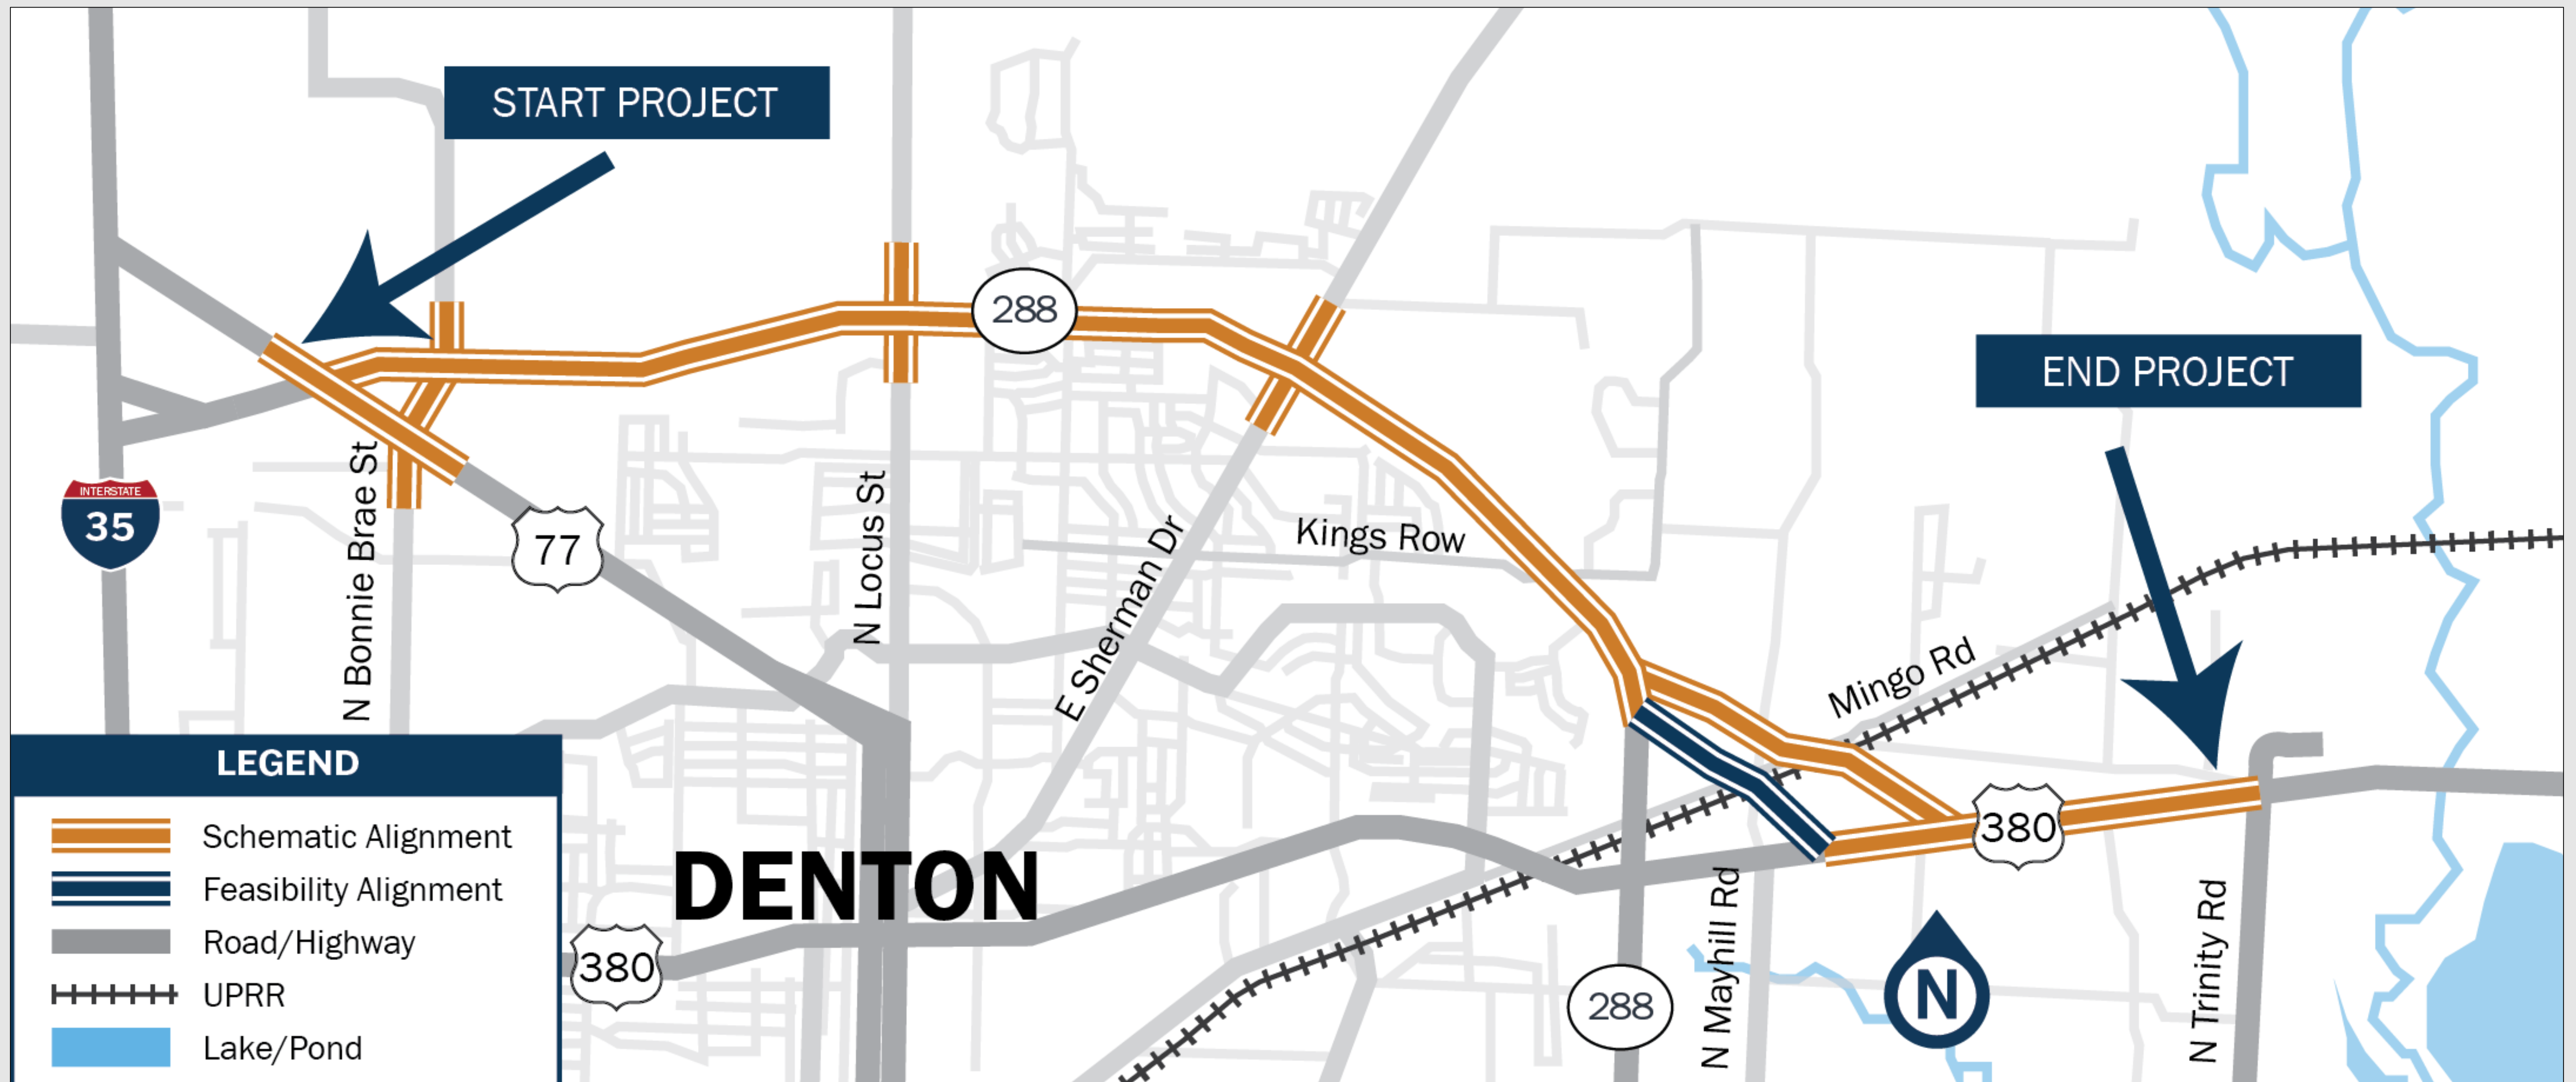 START PROJECT
288
END PROJECT
INTERSTATE
35
N Bonnie Brae St
77
N Locus St
E Sherman Dr
Kings Row
Mingo Rd
380
DENTON
380
288
N Mayhill Rd
N
N Trinity Rd
LEGEND
Schematic Alignment
Feasibility Alignment
Road/Highway
UPRR
Lake/Pond